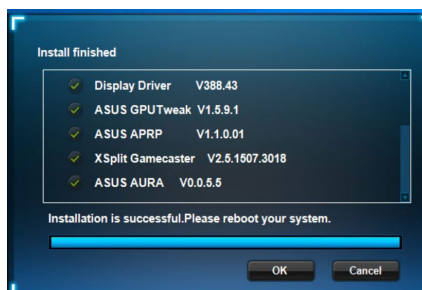 Install finished
Display Driver V388.43
ASUS GPUTweak V1.5.9.1
ASUS APRP V1.1.0.01
XSplit Gamecaster V2.5.1507.3018
ASUS AURA V0.0.5.5
Installation is successful.Please reboot your system.
OK Cancel